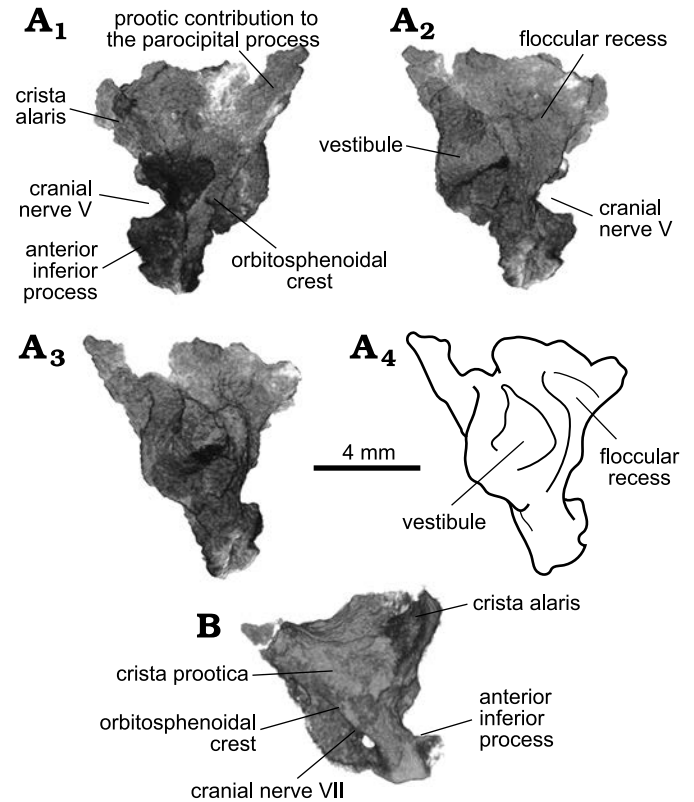 A1
prootic contribution to
the parocipital process
crista
alaris
cranial
nerve V
anterior
inferior
process
orbitosphenoidal
crest
A2
floccular recess
vestibule
cranial
nerve V
A3
4 mm
A4
floccular
recess
vestibule
B
crista alaris
crista prootica
orbitosphenoidal
crest
cranial nerve VII
anterior
inferior
process